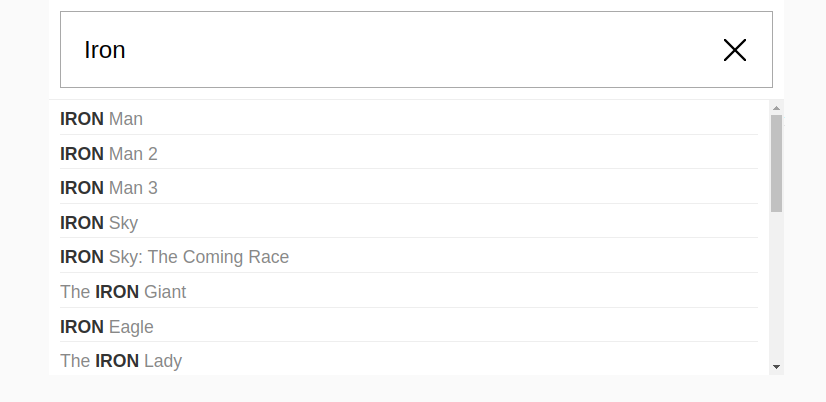 Iron
IRON Man
IRON Man 2
IRON Man 3
IRON Sky
IRON Sky: The Coming Race
The IRON Giant
IRON Eagle
The IRON Lady